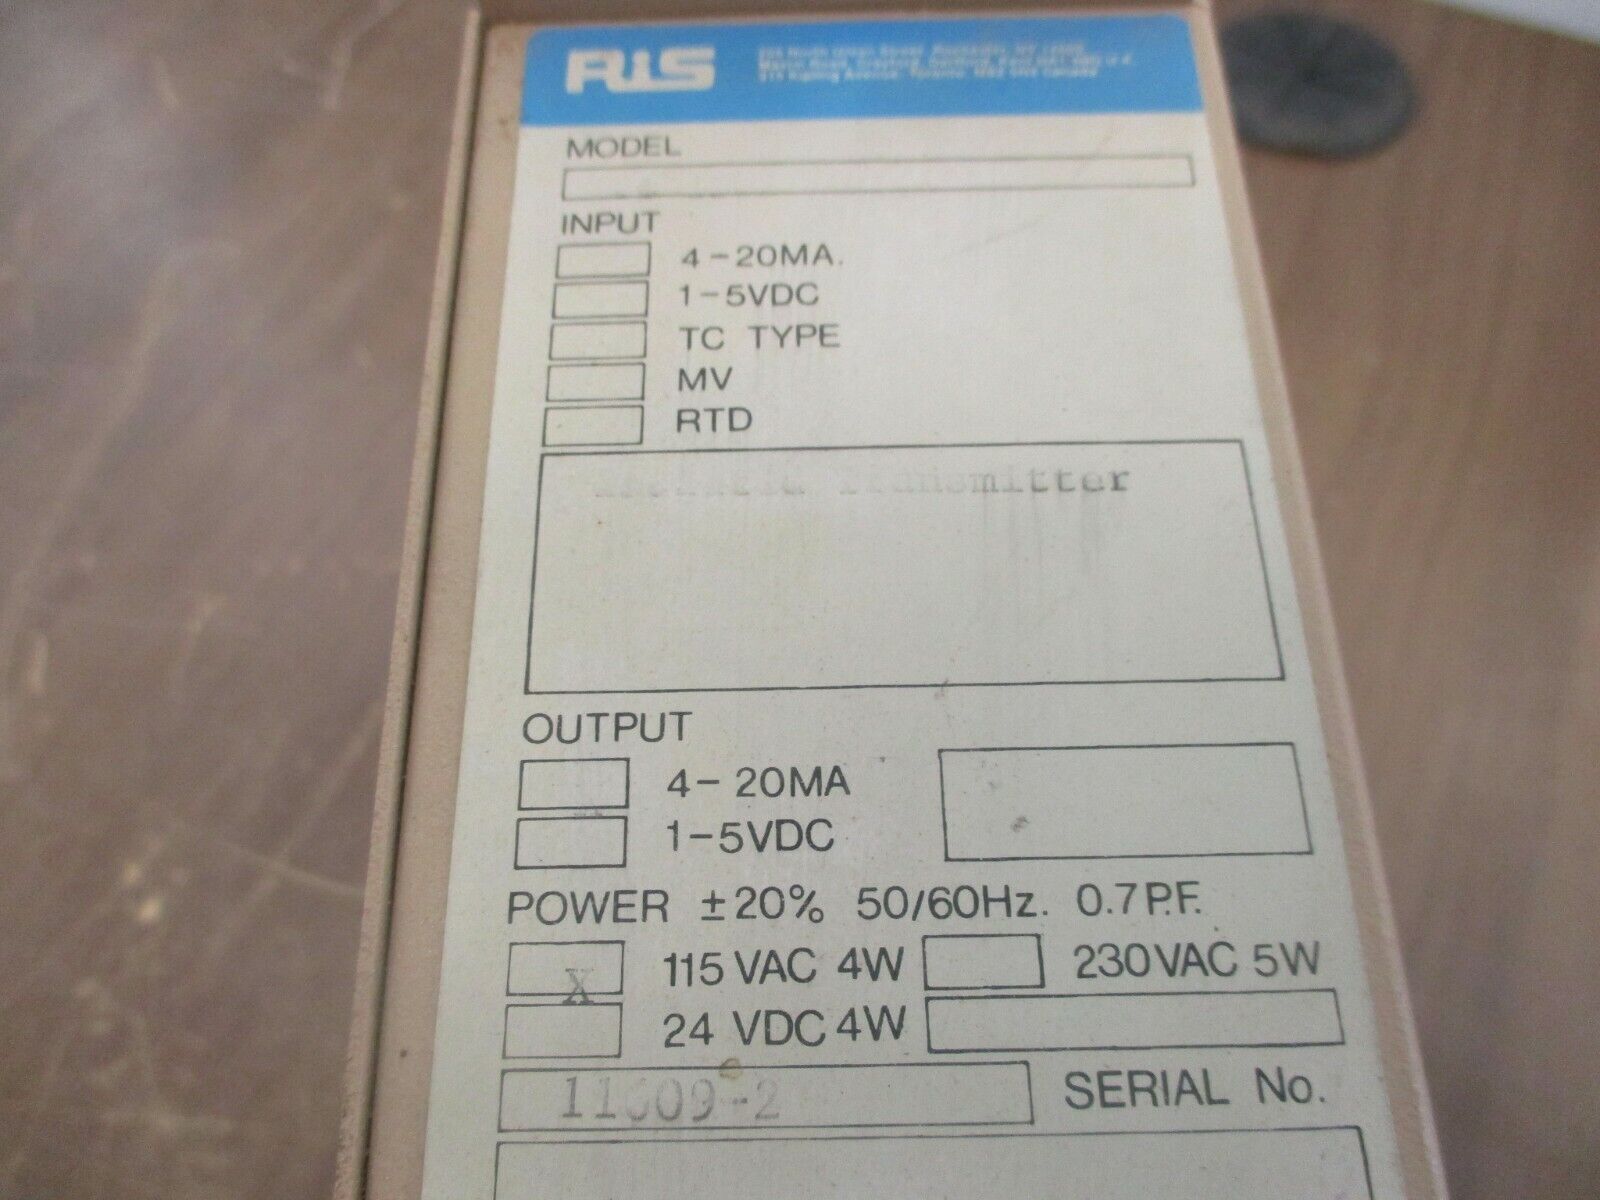 RIS
MODEL
INPUT
4-20MA.
1-5VDC
TC TYPE
MV
RTD
Transmitter
OUTPUT
4-20MA
1-5VDC
POWER ±20% 50/60Hz. 0.7P.F.
X 115 VAC 4W 230VAC 5W
24 VDC 4W
SERIAL No.